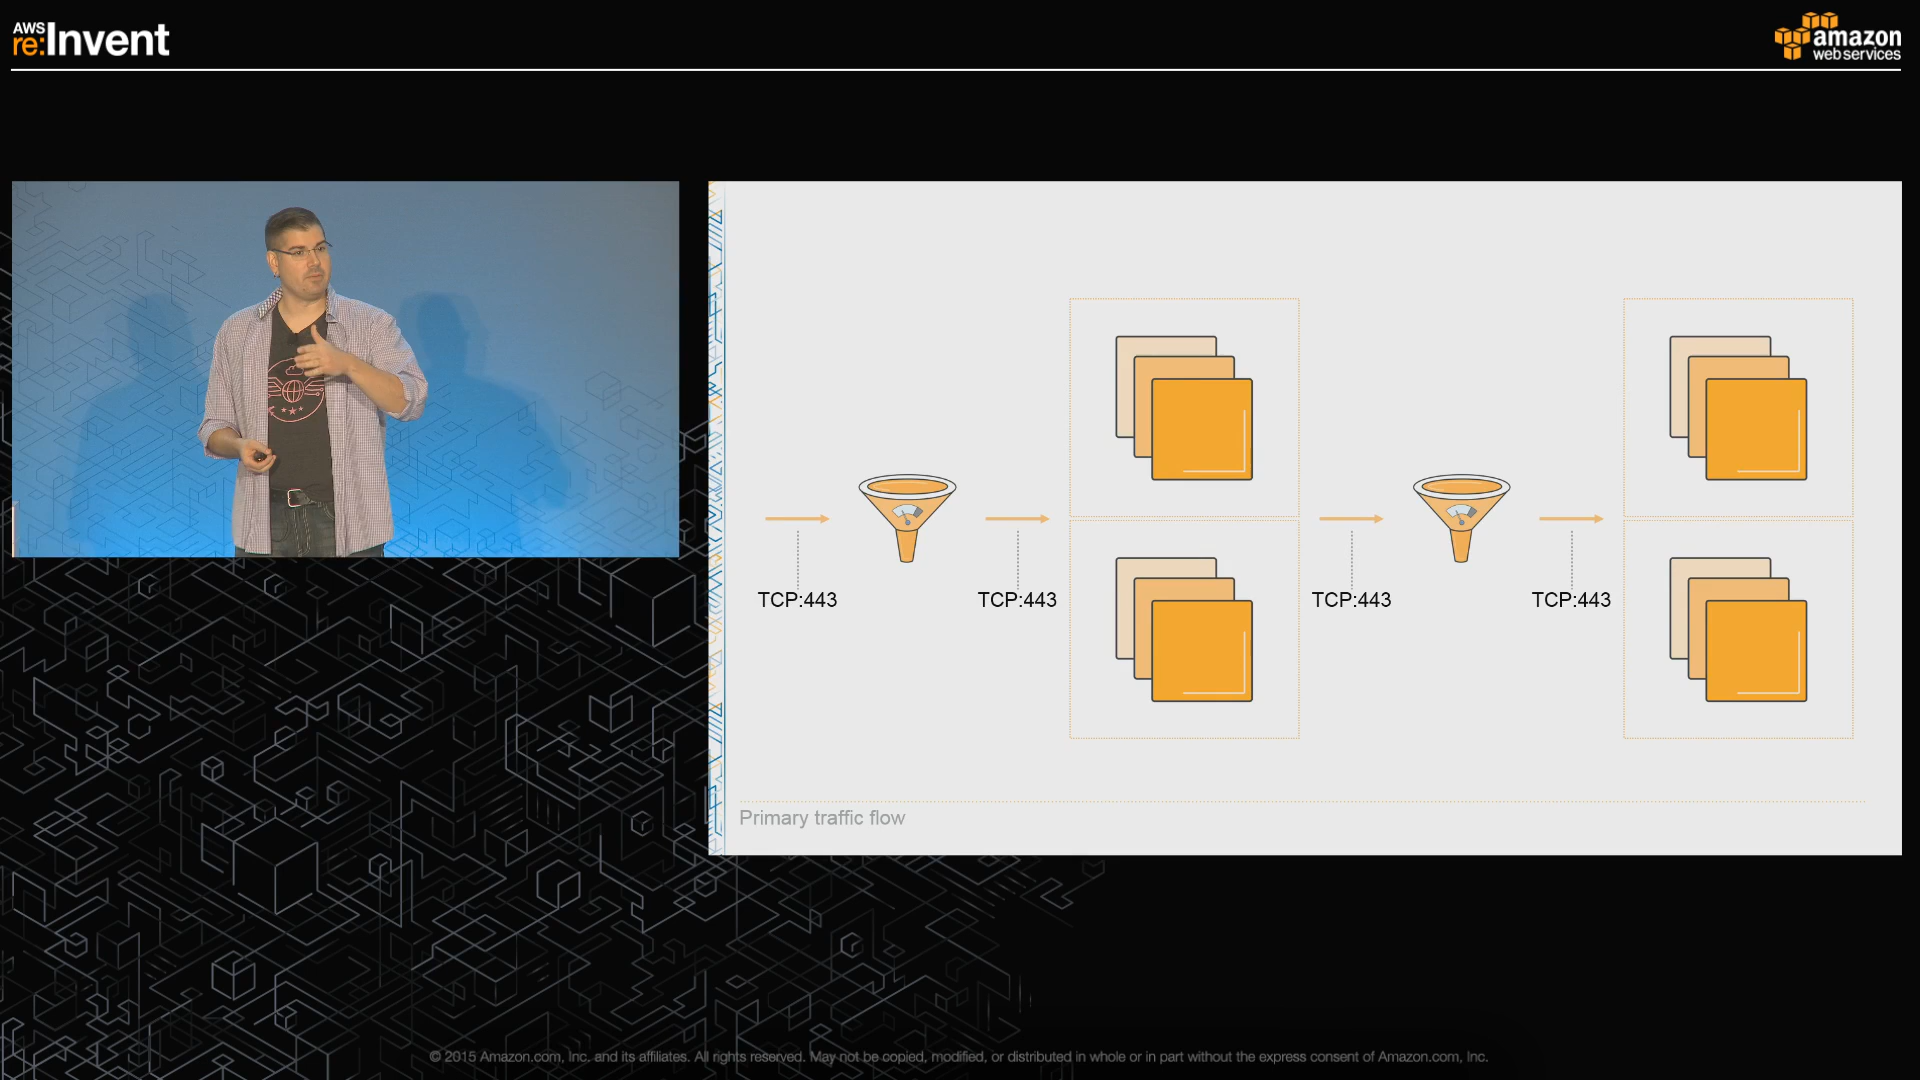 AWS
re:Invent
amazon
web services
TCP:443
TCP:443
TCP:443
TCP:443
Primary traffic flow
© 2015 Amazon.com, Inc. and its affiliates. All rights reserved. May not be copied, modified, or distributed in whole or in part without the express consent of Amazon.com, Inc.